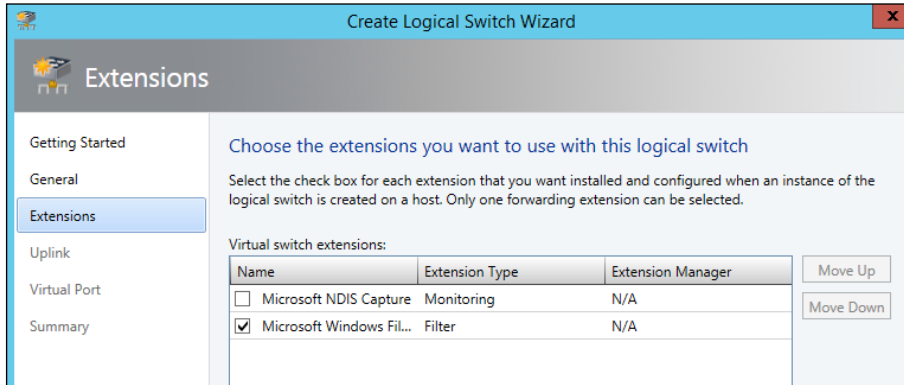 Create Logical Switch Wizard
x
Extensions
Getting Started
General
Extensions
Uplink
Virtual Port
Summary
Choose the extensions you want to use with this logical switch
Select the check box for each extension that you want installed and configured when an instance of the
logical switch is created on a host. Only one forwarding extension can be selected.
Virtual switch extensions:
Name Extension Type Extension Manager
Microsoft NDIS Capture Monitoring N/A
Microsoft Windows Fil... Filter N/A
Move Up
Move Down